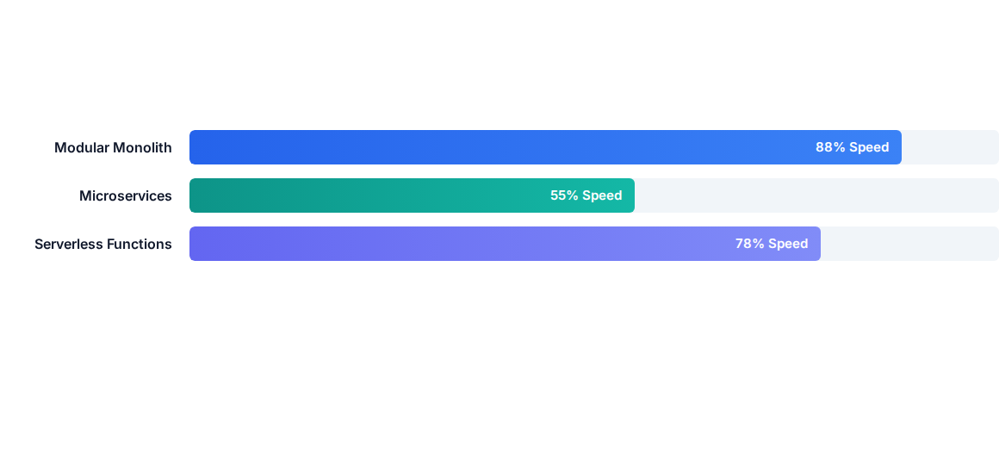 Modular Monolith 88% Speed
Microservices 55% Speed
Serverless Functions 78% Speed